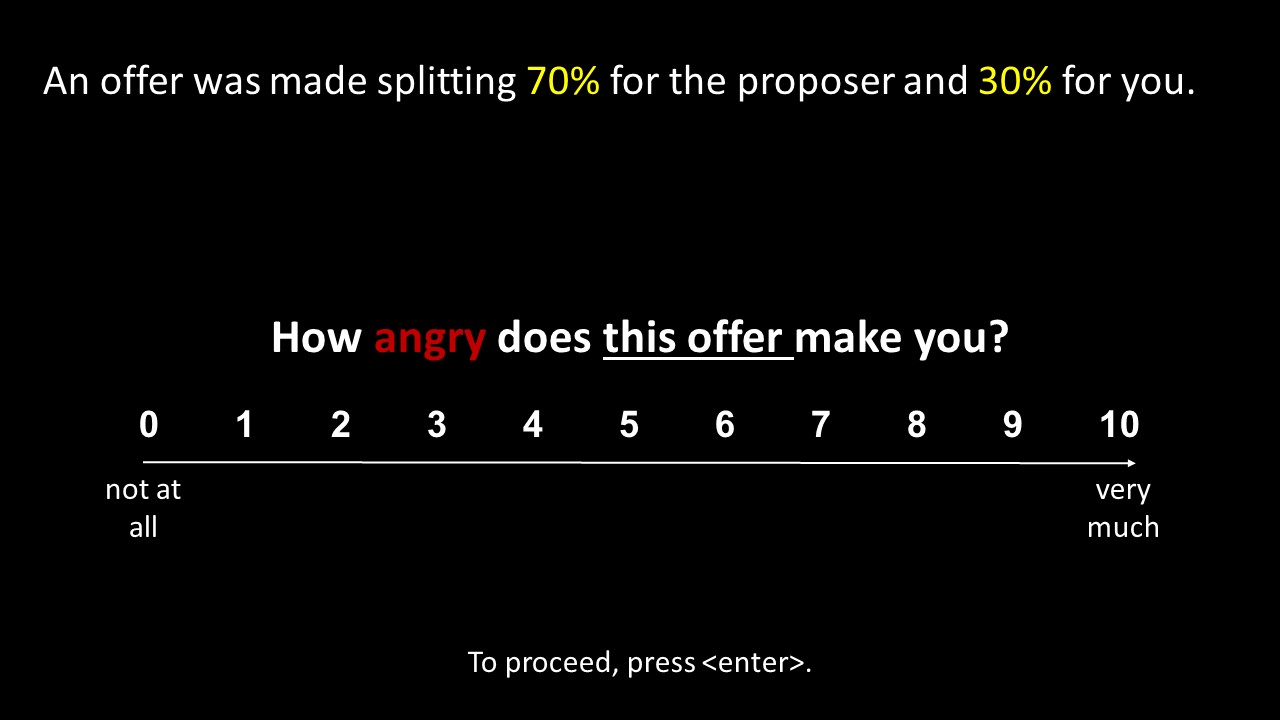 An offer was made splitting 70% for the proposer and 30% for you.
How angry does this offer make you?
0 1 2 3 4 5 6 7 8 9 10
not at all very much
To proceed, press <enter>.